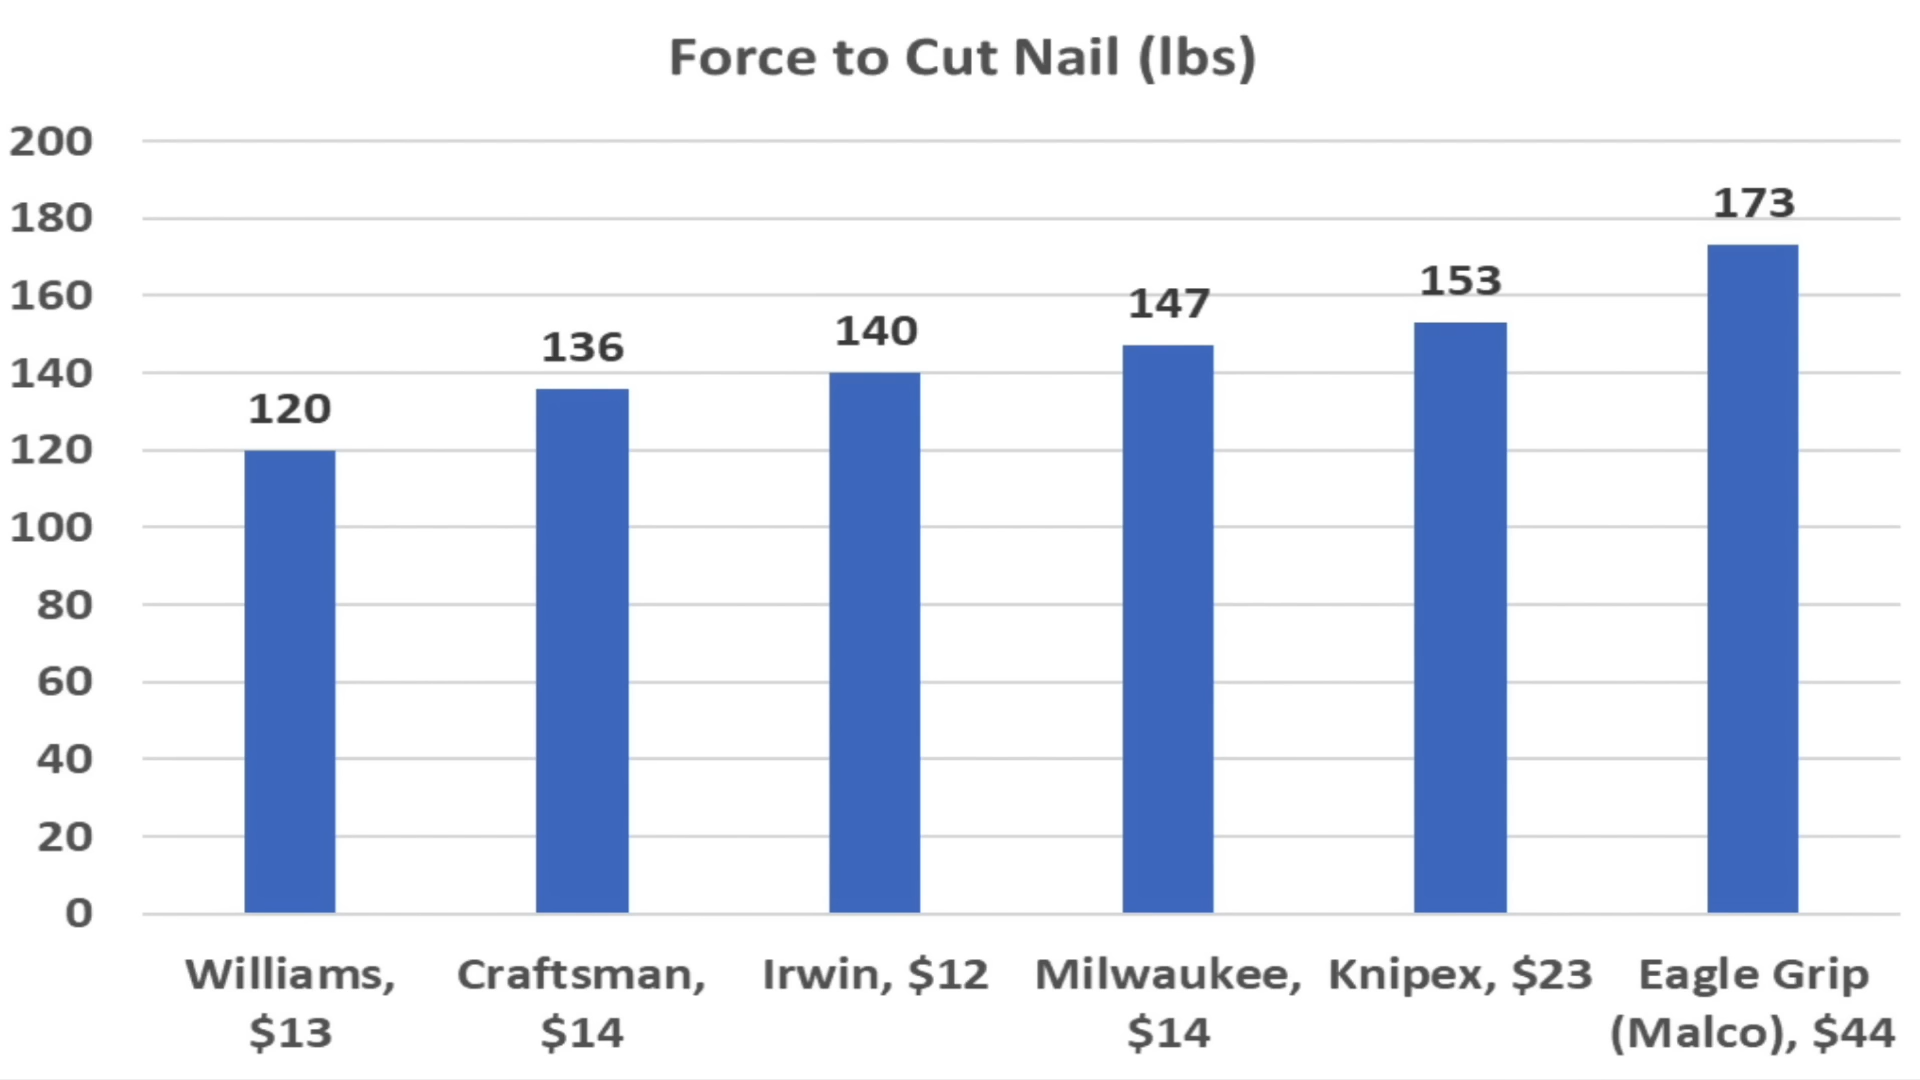 Force to Cut Nail (lbs)
200
180
160
140
120
100
80
60
40
20
0
120
136
140
147
153
173
Williams,
$13
Craftsman,
$14
Irwin, $12
Milwaukee,
$14
Knipex, $23
Eagle Grip
(Malco), $44